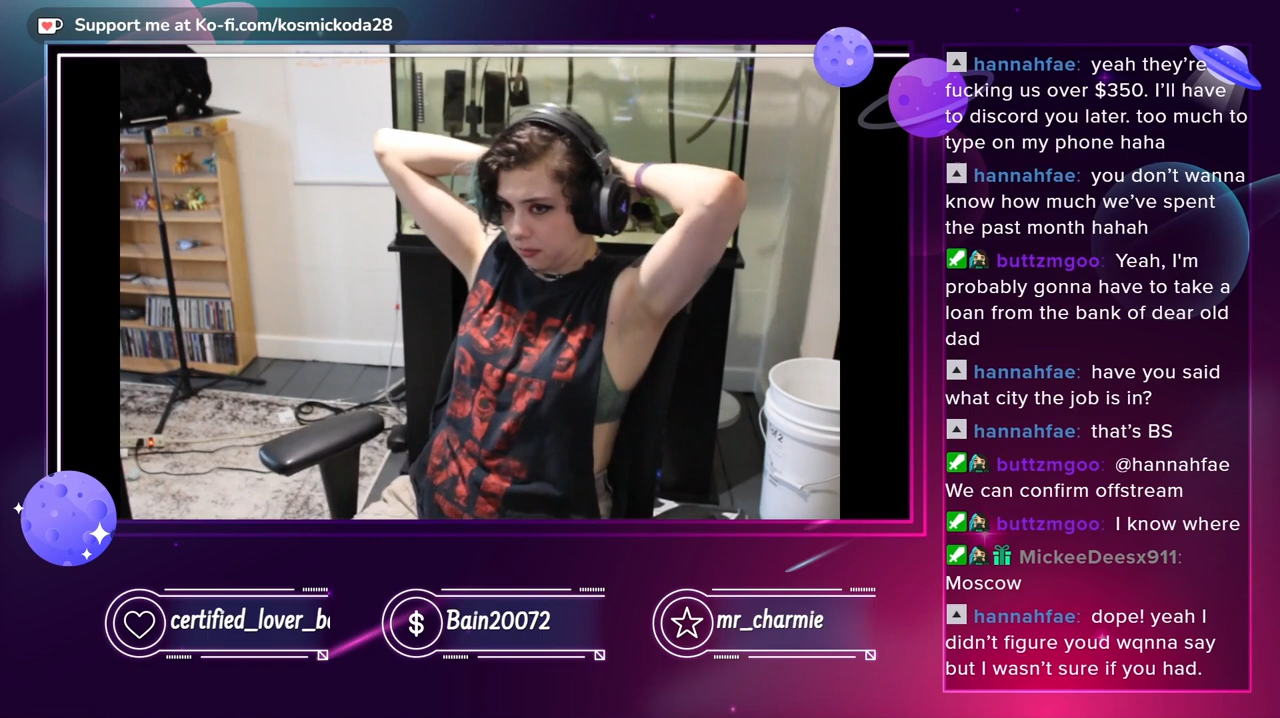 Support me at Ko-fi.com/kosmickoda28
hannahfae: yeah they're
fucking us over $350. I'll have
to discord you later. too much to
type on my phone haha
hannahfae: you don't wanna
know how much we've spent
the past month hahah
buttzmgoo: Yeah, I'm
probably gonna have to take a
loan from the bank of dear old
dad
hannahfae: have you said
what city the job is in?
hannahfae: that's BS
buttzmgoo: @hannahfae
We can confirm offstream
buttzmgoo: I know where
MickeeDeesx911:
Moscow
hannahfae: dope! yeah I
didn't figure youd wqnna say
but I wasn't sure if you had.
certified_lover_bo
$ Bain20072
mr_charmie